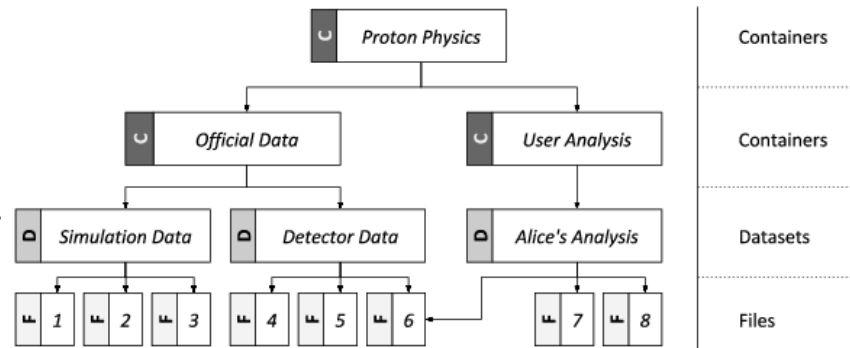 C Proton Physics Containers
C Official Data C User Analysis Containers
D Simulation Data D Detector Data D Alice's Analysis Datasets
F 1 F 2 F 3 F 4 F 5 F 6 F 7 F 8 Files